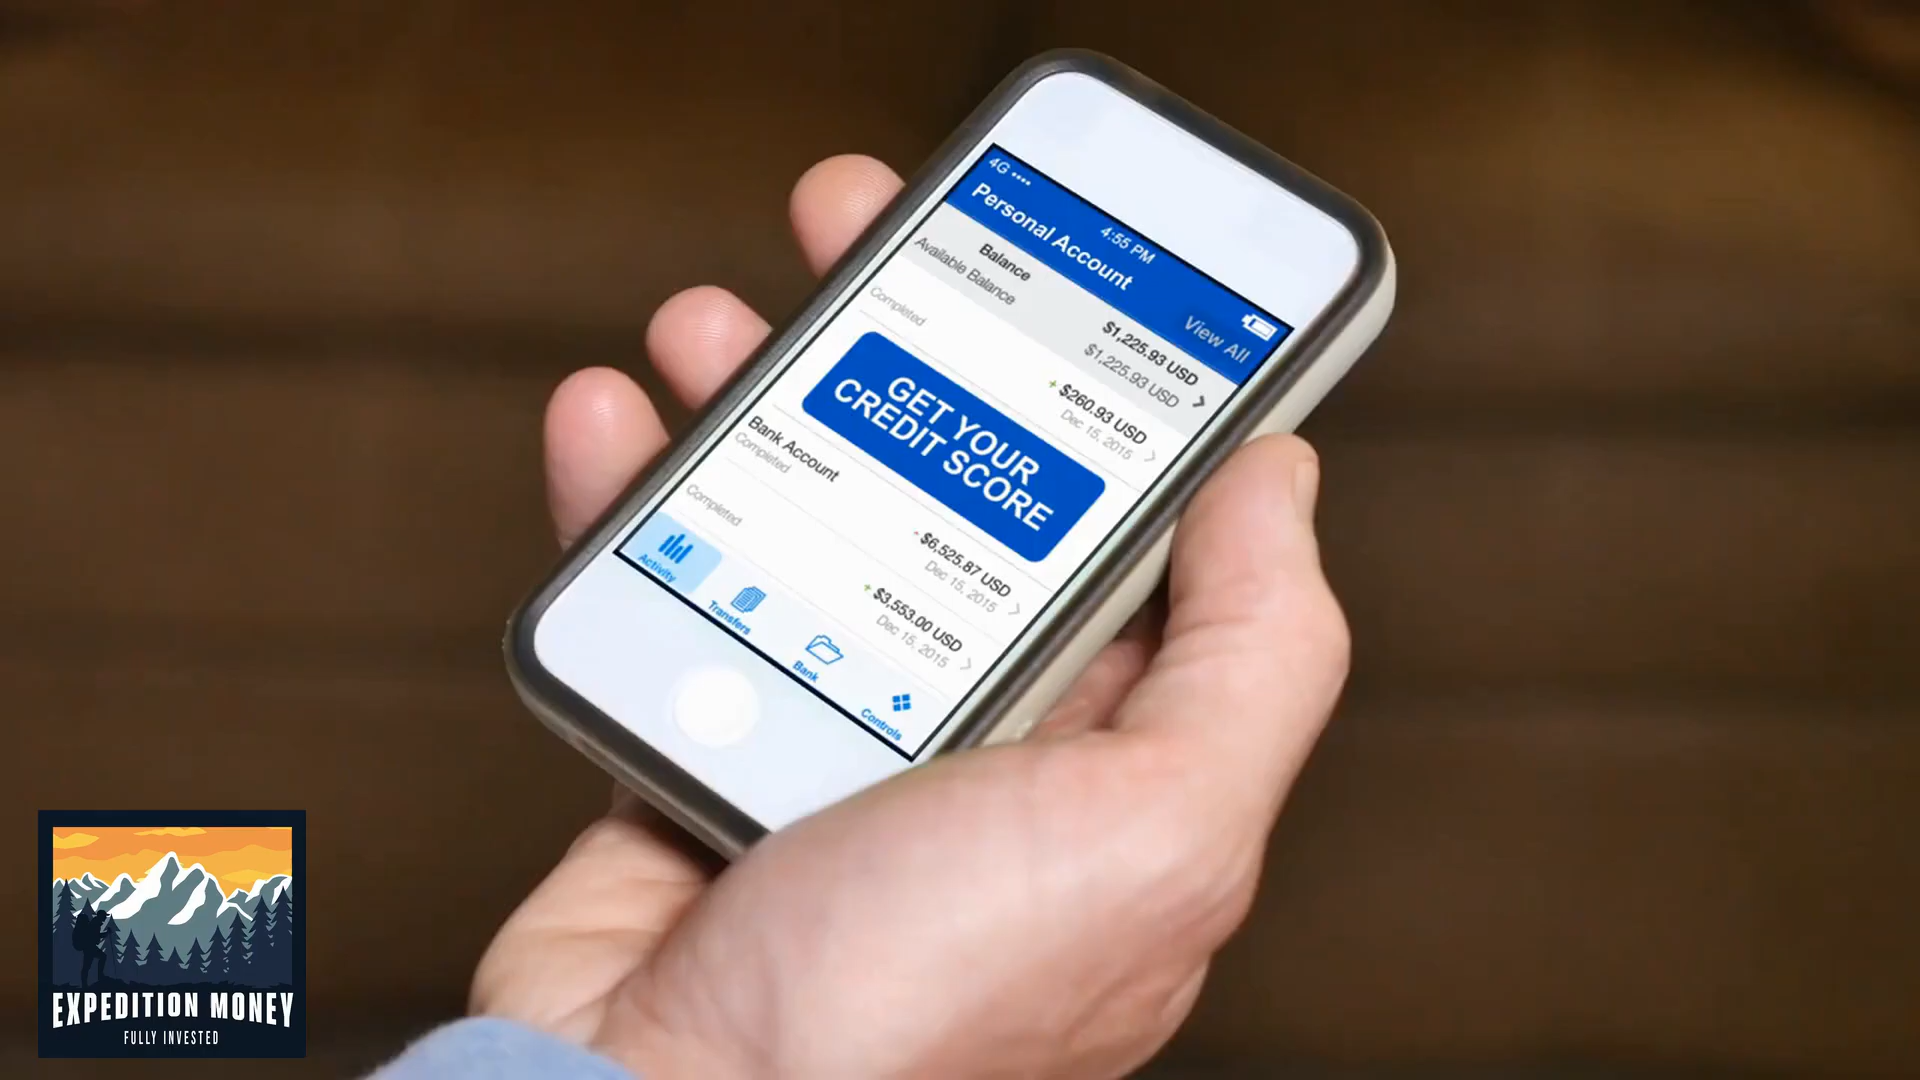 4G ••••
4:55 PM
Personal Account
View All
Balance
$1,225.93 USD
Available Balance
$1,225.93 USD
+ $260.93 USD
Completed
Dec 15, 2015
GET YOUR
CREDIT SCORE
Bank Account
- $6,525.87 USD
Completed
Dec 15, 2015
+ $3,553.00 USD
Completed
Dec 15, 2015
Activity
Transfers
Bank
Controls
EXPEDITION MONEY
FULLY INVESTED